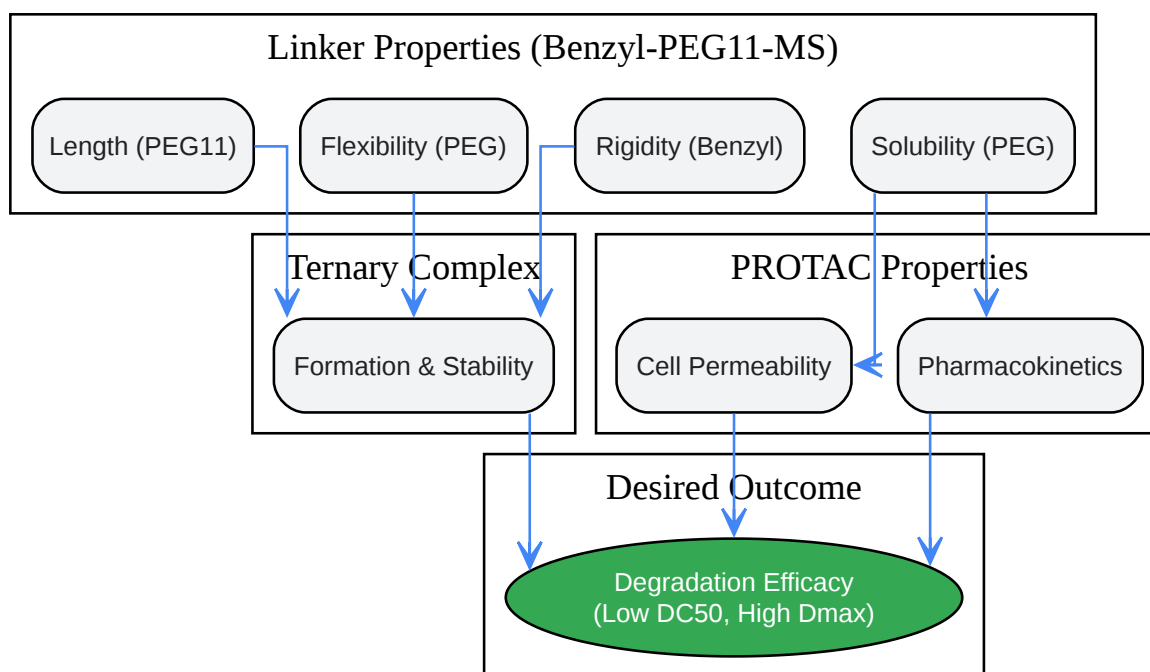 Linker Properties (Benzyl-PEG11-MS)
Length (PEG11)
Flexibility (PEG)
Rigidity (Benzyl)
Solubility (PEG)
Ternary Complex
PROTAC Properties
Formation & Stability
Cell Permeability
Pharmacokinetics
Desired Outcome
Degradation Efficacy
(Low DC50, High Dmax)